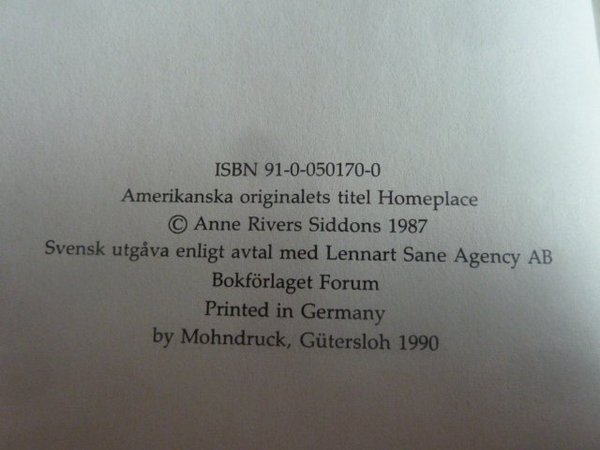 ISBN 91-0-050170-0
Amerikanska originalets titel Homeplace
© Anne Rivers Siddons 1987
Svensk utgåva enligt avtal med Lennart Sane Agency AB
Bokförlaget Forum
Printed in Germany
by Mohndruck, Gütersloh 1990